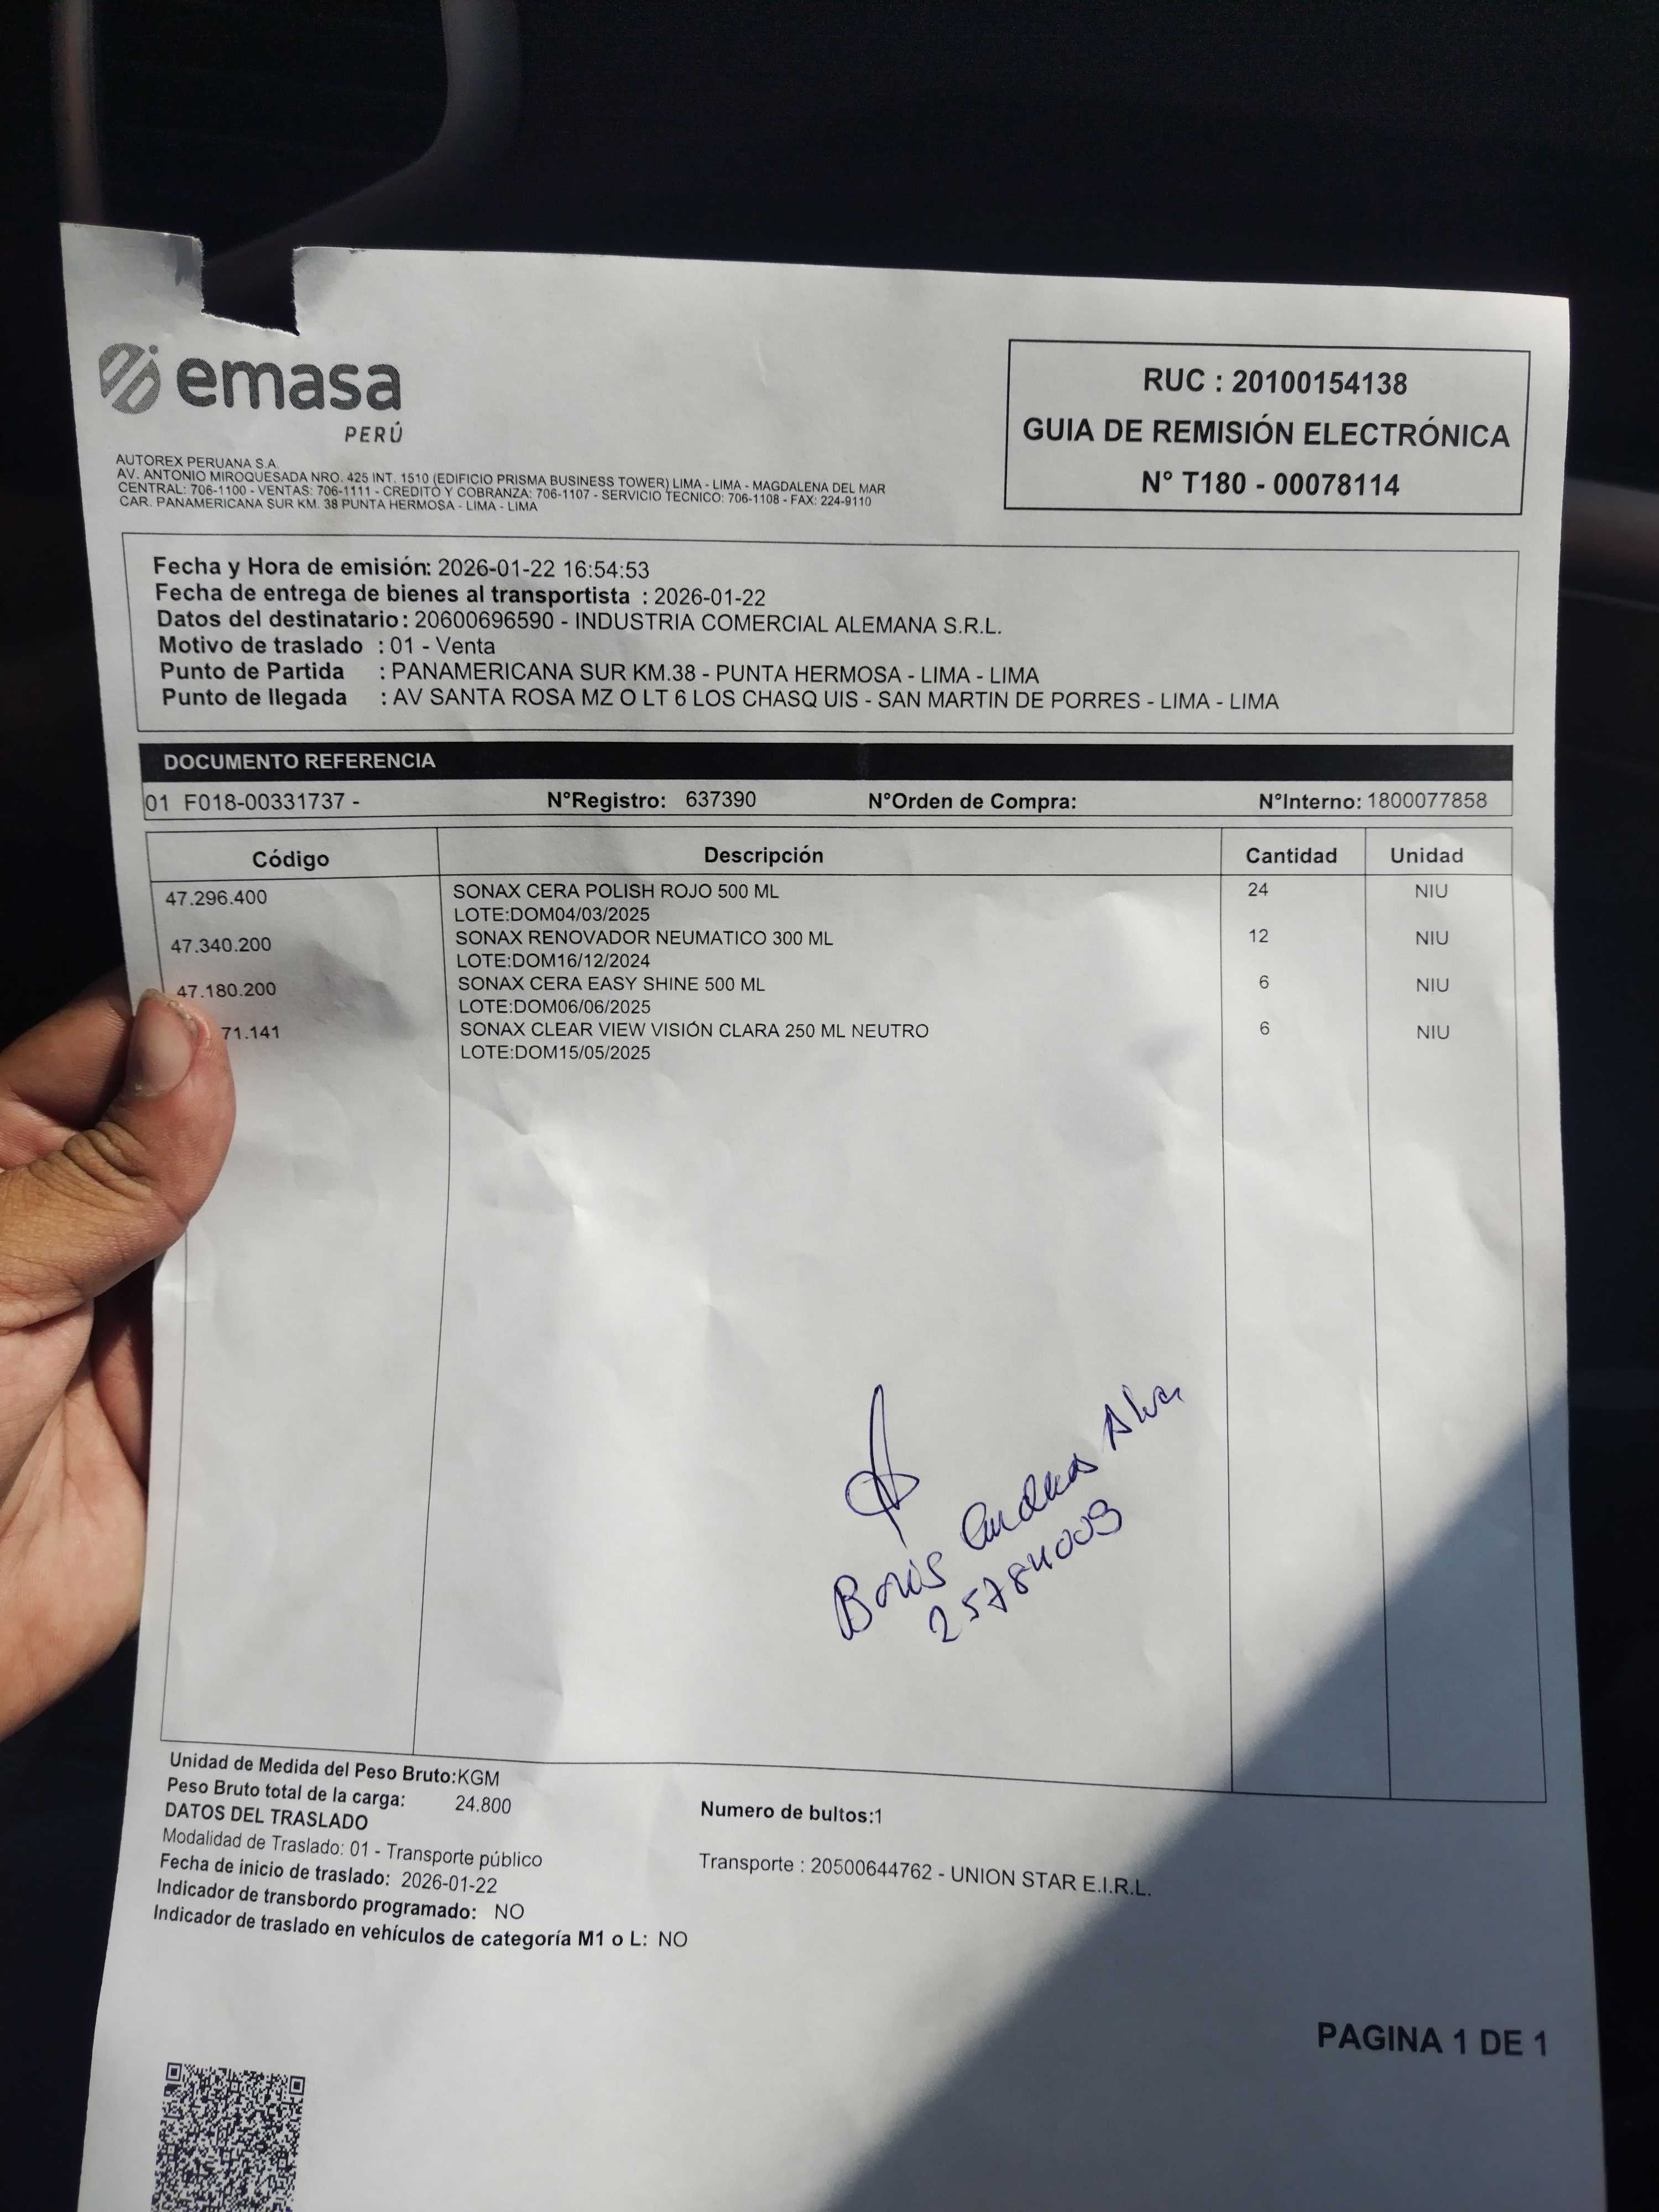 emasa
PERÚ
RUC : 20100154138
GUIA DE REMISIÓN ELECTRÓNICA
N° T180 - 00078114
AUTOREX PERUANA S.A.
AV. ANTONIO MIROQUESADA NRO. 425 INT. 1510 (EDIFICIO PRISMA BUSINESS TOWER) LIMA - LIMA - MAGDALENA DEL MAR
CENTRAL: 706-1100 - VENTAS: 706-1111 - CREDITO Y COBRANZA: 706-1107 - SERVICIO TECNICO: 706-1108 - FAX: 224-9110
CAR. PANAMERICANA SUR KM. 38 PUNTA HERMOSA - LIMA - LIMA
Fecha y Hora de emisión: 2026-01-22 16:54:53
Fecha de entrega de bienes al transportista : 2026-01-22
Datos del destinatario: 20600696590 - INDUSTRIA COMERCIAL ALEMANA S.R.L.
Motivo de traslado : 01 - Venta
Punto de Partida : PANAMERICANA SUR KM.38 - PUNTA HERMOSA - LIMA - LIMA
Punto de llegada : AV SANTA ROSA MZ O LT 6 LOS CHASQ UIS - SAN MARTIN DE PORRES - LIMA - LIMA
DOCUMENTO REFERENCIA
01 F018-00331737 - N°Registro: 637390 N°Orden de Compra: N°Interno: 1800077858
Código Descripción Cantidad Unidad
47.296.400 SONAX CERA POLISH ROJO 500 ML 24 NIU
LOTE:DOM04/03/2025
47.340.200 SONAX RENOVADOR NEUMATICO 300 ML 12 NIU
LOTE:DOM16/12/2024
47.180.200 SONAX CERA EASY SHINE 500 ML 6 NIU
LOTE:DOM06/06/2025
71.141 SONAX CLEAR VIEW VISIÓN CLARA 250 ML NEUTRO 6 NIU
LOTE:DOM15/05/2025
Boris
Unidad de Medida del Peso Bruto:KGM
Peso Bruto total de la carga: 24.800
Numero de bultos:1
DATOS DEL TRASLADO
Modalidad de Traslado: 01 - Transporte público
Transporte : 20500644762 - UNION STAR E.I.R.L.
Fecha de inicio de traslado: 2026-01-22
Indicador de transbordo programado: NO
Indicador de traslado en vehículos de categoría M1 o L: NO
PAGINA 1 DE 1